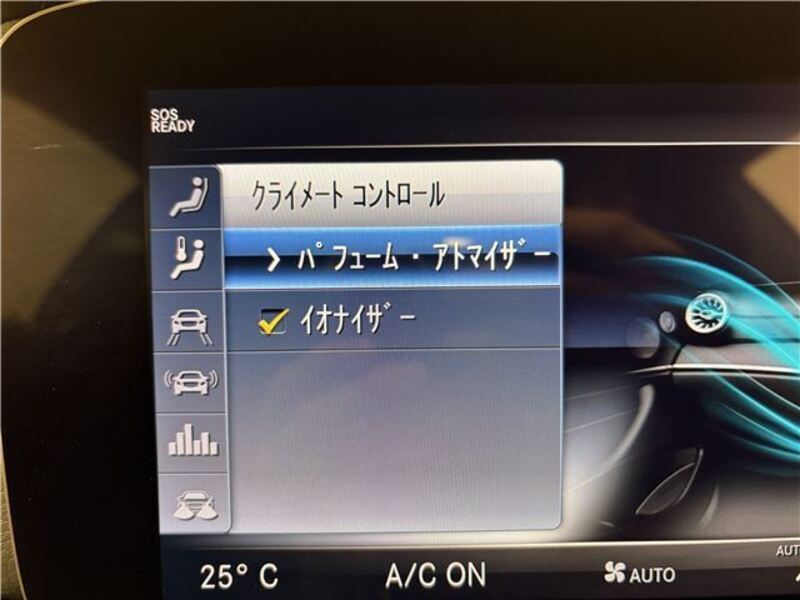 SOS
READY
クライメート コントロール
パフューム・アトマイザー
イオナイザー
25° C
A/C ON
AUTO
AUT